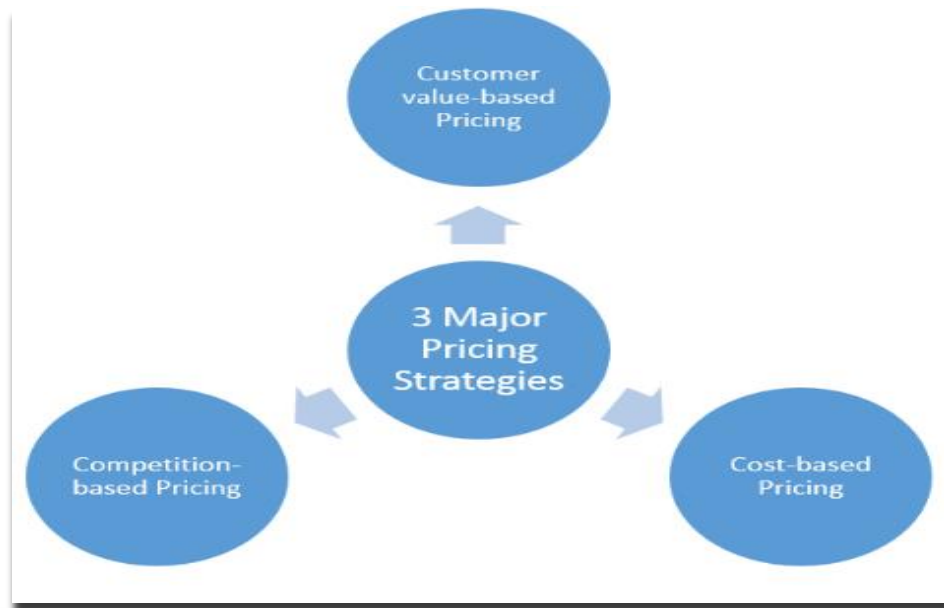 Customer
value-based
Pricing
3 Major
Pricing
Strategies
Competition-
based Pricing
Cost-based
Pricing